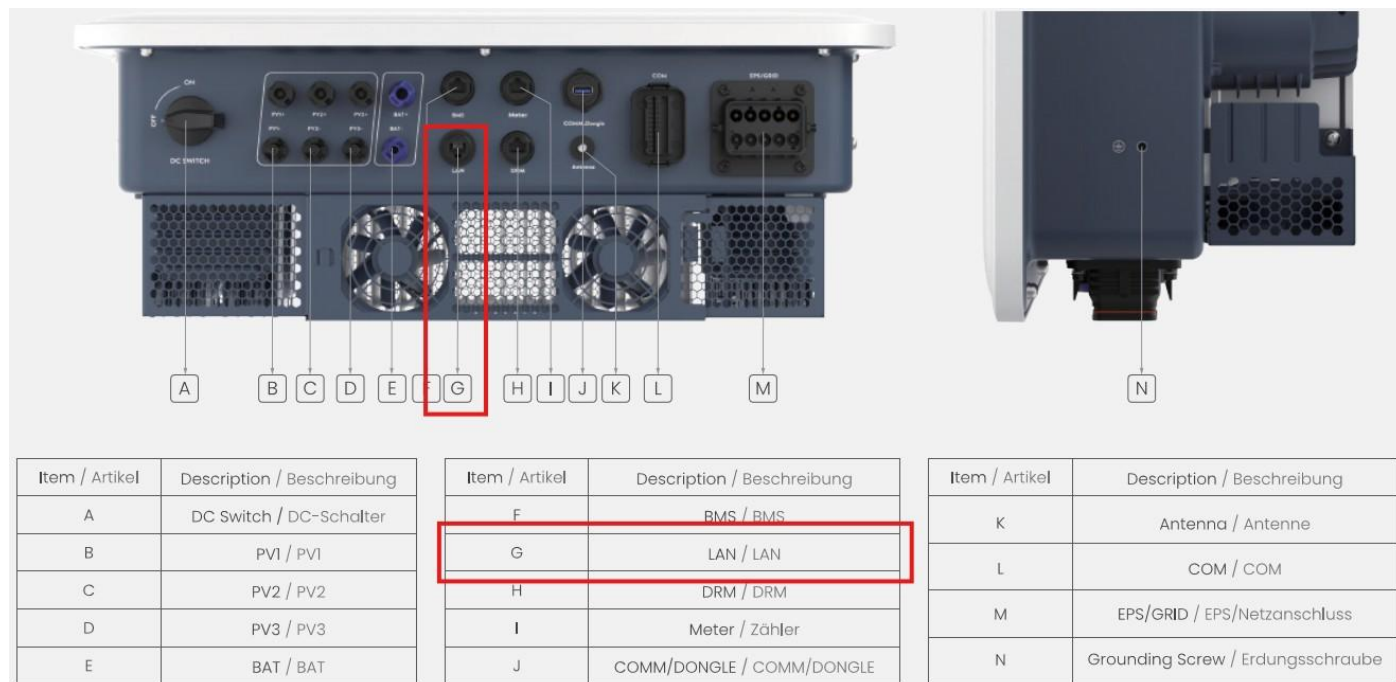 ON
OFF
DC SWITCH
PV1+ PV2+ PV3+
PV1- PV2- PV3-
BAT+
BAT-
BMS
Meter
LAN
DRM
COMM/Dongle
Antenna
COM
EPS/GRID
A B C D E F G H I J K L M N
Item / Artikel Description / Beschreibung
A DC Switch / DC-Schalter
B PV1 / PV1
C PV2 / PV2
D PV3 / PV3
E BAT / BAT
Item / Artikel Description / Beschreibung
F BMS / BMS
G LAN / LAN
H DRM / DRM
I Meter / Zähler
J COMM/DONGLE / COMM/DONGLE
Item / Artikel Description / Beschreibung
K Antenna / Antenne
L COM / COM
M EPS/GRID / EPS/Netzanschluss
N Grounding Screw / Erdungsschraube